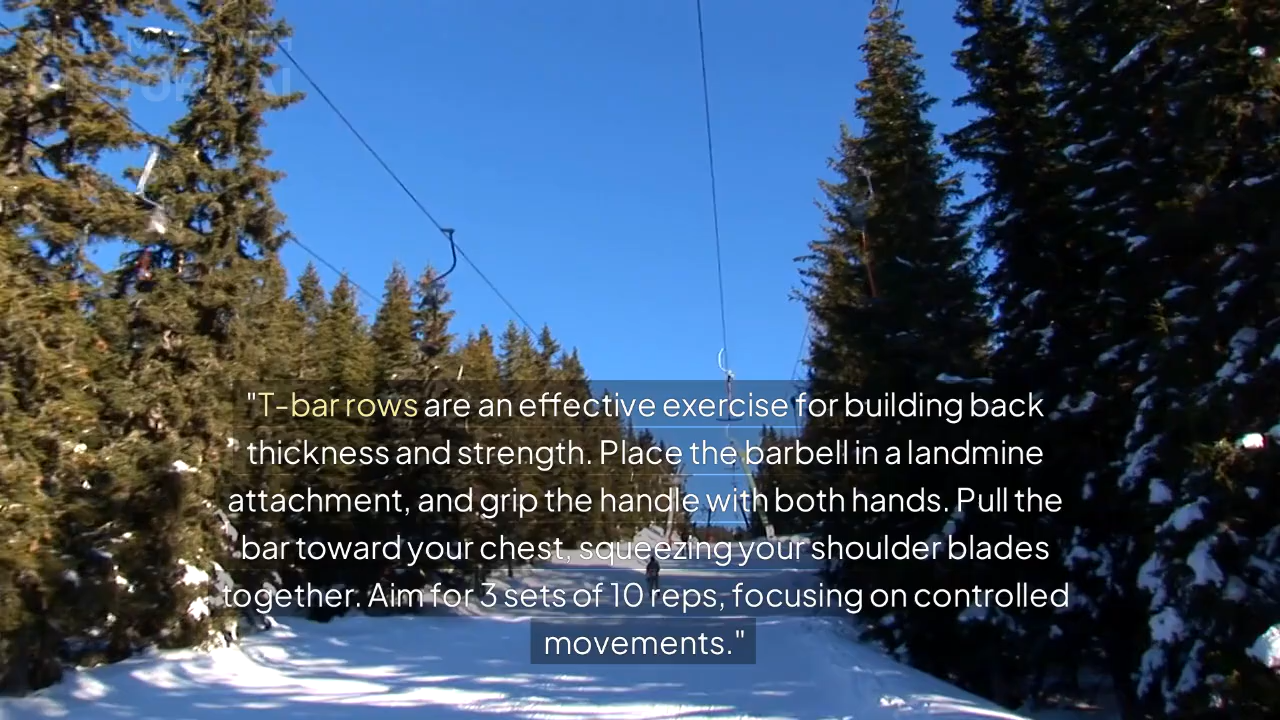 "T-bar rows are an effective exercise for building back
thickness and strength. Place the barbell in a landmine
attachment, and grip the handle with both hands. Pull the
bar toward your chest, squeezing your shoulder blades
together. Aim for 3 sets of 10 reps, focusing on controlled
movements."